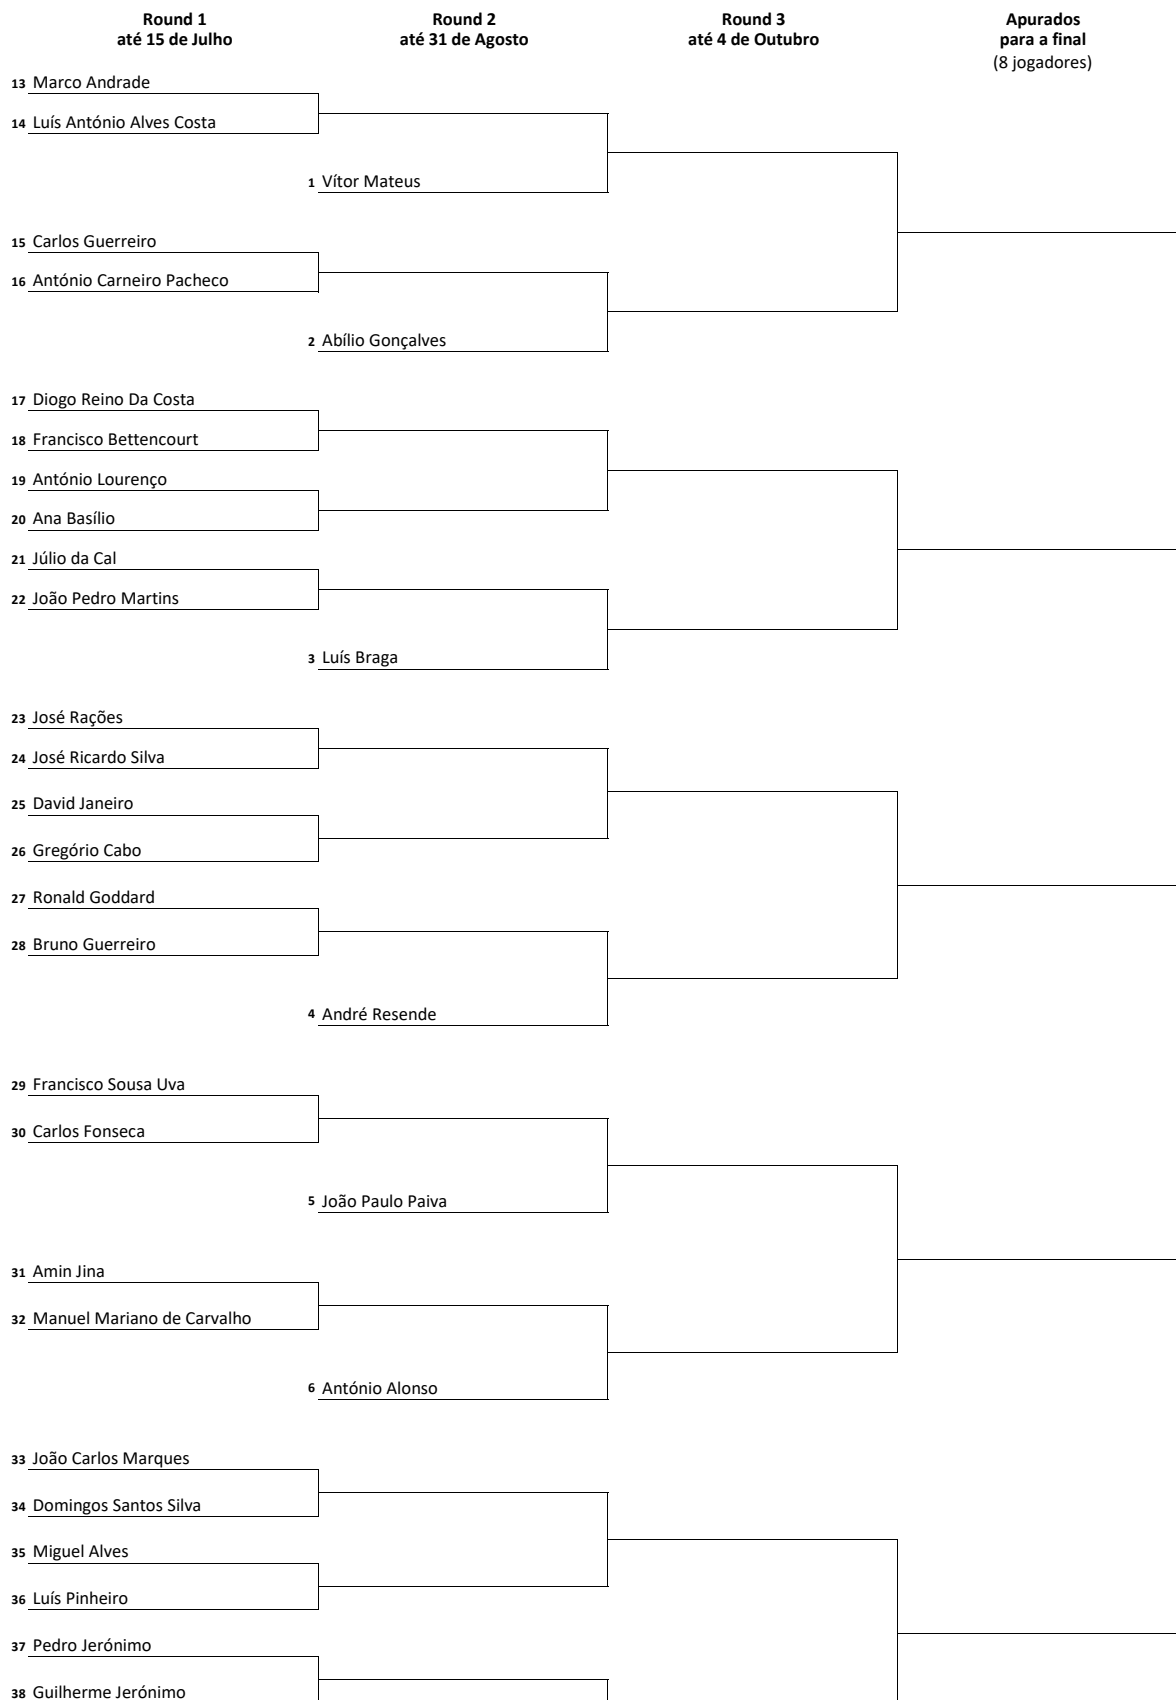 Round 1
até 15 de Julho
Round 2
até 31 de Agosto
Round 3
até 4 de Outubro
Apurados
para a final
(8 jogadores)
13 Marco Andrade
14 Luís António Alves Costa
1 Vítor Mateus
15 Carlos Guerreiro
16 António Carneiro Pacheco
2 Abílio Gonçalves
17 Diogo Reino Da Costa
18 Francisco Bettencourt
19 António Lourenço
20 Ana Basílio
21 Júlio da Cal
22 João Pedro Martins
3 Luís Braga
23 José Rações
24 José Ricardo Silva
25 David Janeiro
26 Gregório Cabo
27 Ronald Goddard
28 Bruno Guerreiro
4 André Resende
29 Francisco Sousa Uva
30 Carlos Fonseca
5 João Paulo Paiva
31 Amin Jina
32 Manuel Mariano de Carvalho
6 António Alonso
33 João Carlos Marques
34 Domingos Santos Silva
35 Miguel Alves
36 Luís Pinheiro
37 Pedro Jerónimo
38 Guilherme Jerónimo